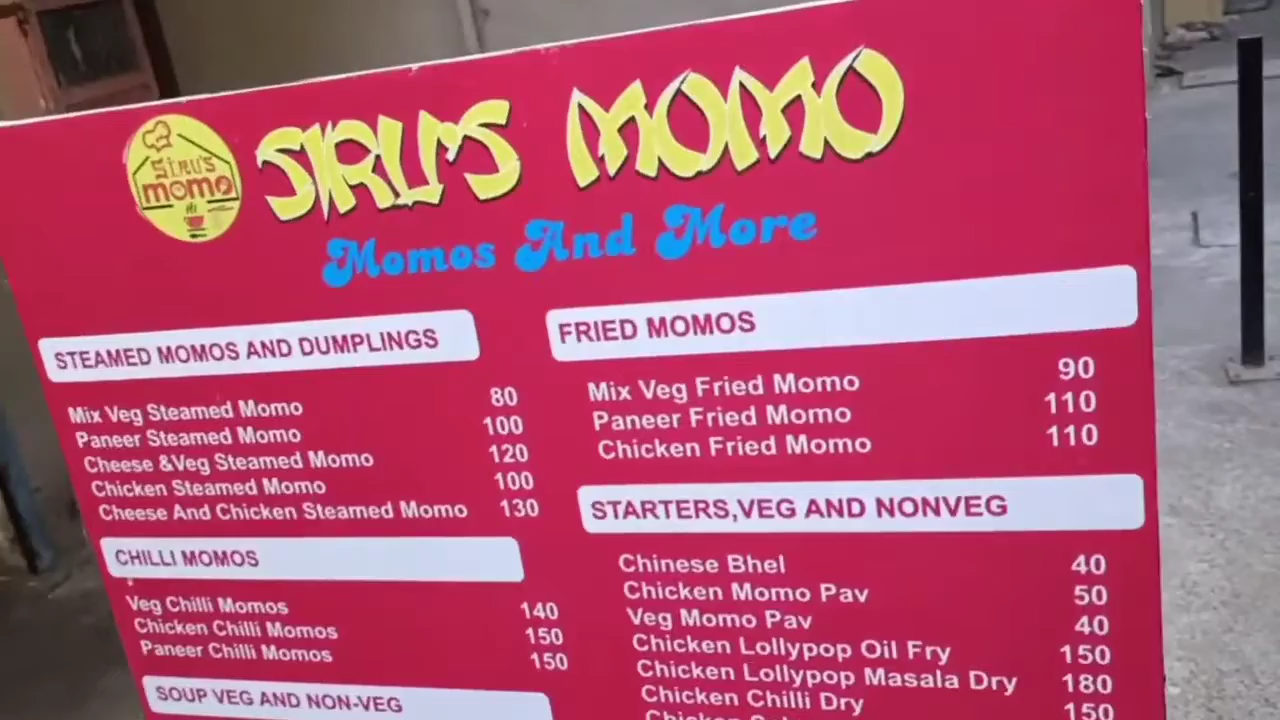 SIRU'S
momo
SIRU'S MOMO
Momos And More
STEAMED MOMOS AND DUMPLINGS
Mix Veg Steamed Momo 80
Paneer Steamed Momo 100
Cheese &Veg Steamed Momo 120
Chicken Steamed Momo 100
Cheese And Chicken Steamed Momo 130
CHILLI MOMOS
Veg Chilli Momos 140
Chicken Chilli Momos 150
Paneer Chilli Momos 150
SOUP VEG AND NON-VEG
FRIED MOMOS
Mix Veg Fried Momo 90
Paneer Fried Momo 110
Chicken Fried Momo 110
STARTERS,VEG AND NONVEG
Chinese Bhel 40
Chicken Momo Pav 50
Veg Momo Pav 40
Chicken Lollypop Oil Fry 150
Chicken Lollypop Masala Dry 180
Chicken Chilli Dry 150
Chicken